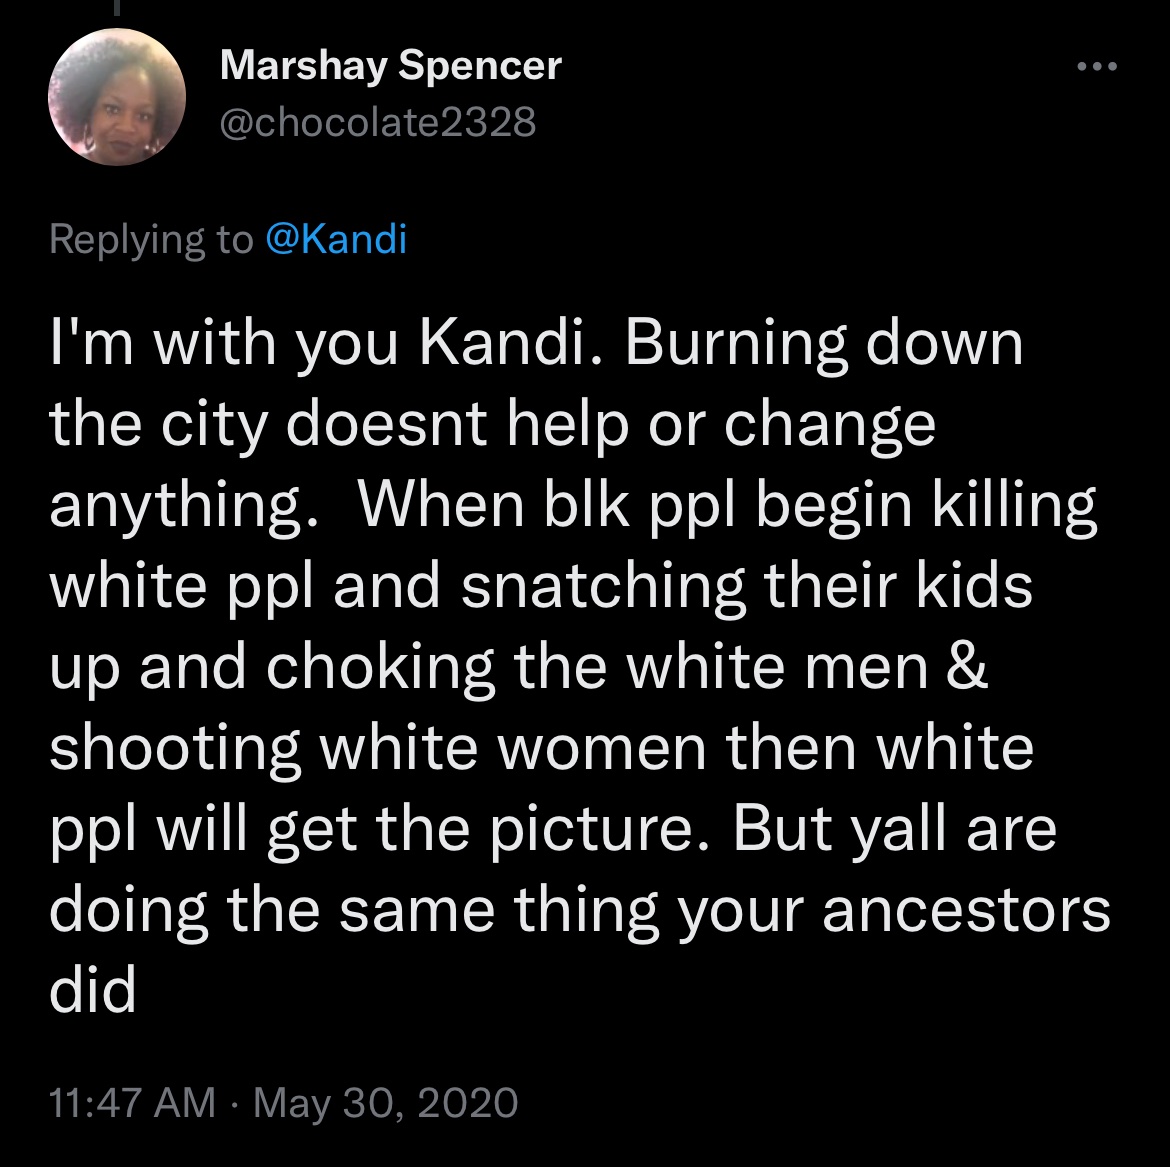 Marshay Spencer
@chocolate2328
Replying to @Kandi
I'm with you Kandi. Burning down
the city doesnt help or change
anything.  When blk ppl begin killing
white ppl and snatching their kids
up and choking the white men &
shooting white women then white
ppl will get the picture. But yall are
doing the same thing your ancestors
did
11:47 AM · May 30, 2020